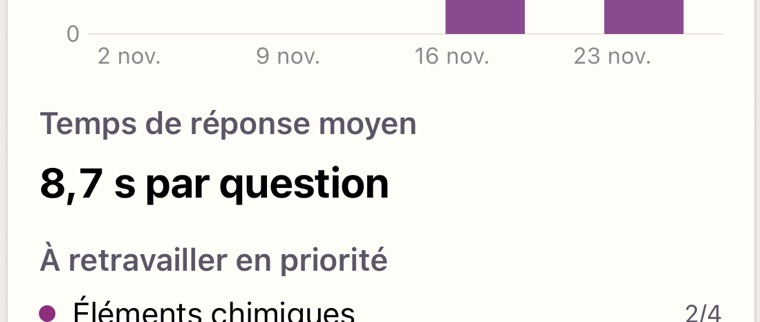 0
2 nov. 9 nov. 16 nov. 23 nov.
Temps de réponse moyen
8,7 s par question
À retravailler en priorité
Éléments chimiques 2/4